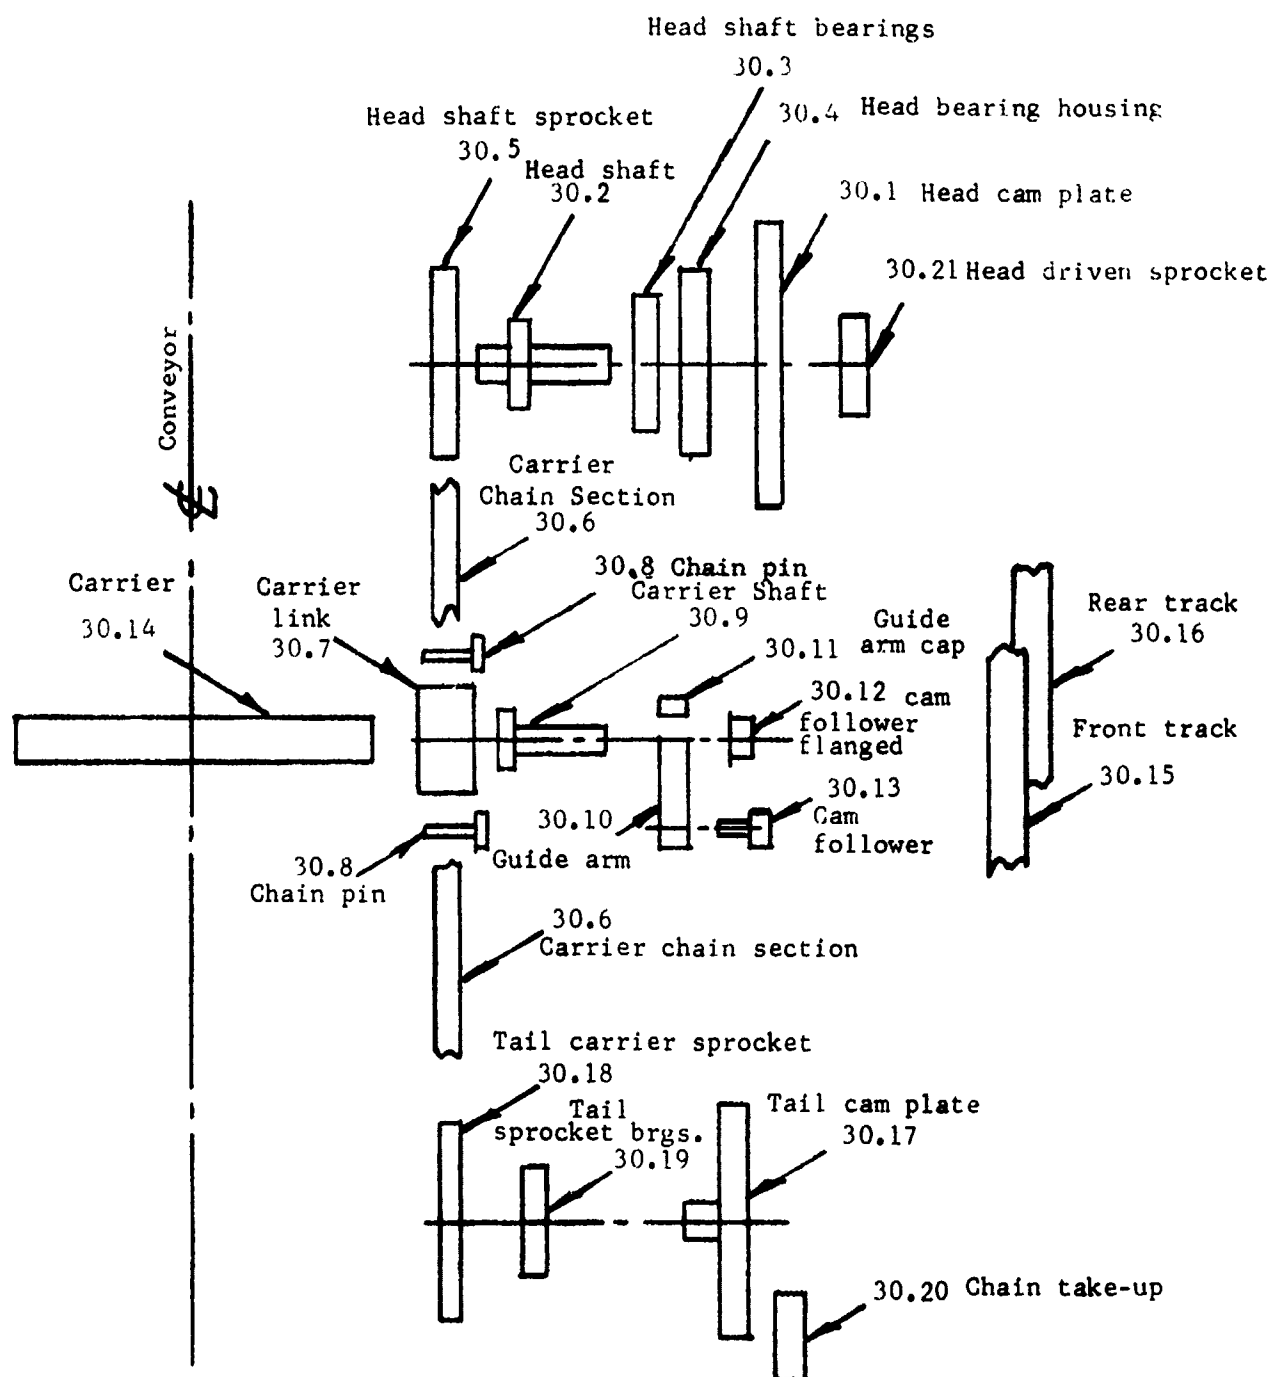 Head shaft bearings
30.3
30.4 Head bearing housing
Head shaft sprocket
30.5
Head shaft
30.2
30.1 Head cam plate
30.21 Head driven sprocket
Conveyor
℄
Carrier
Chain Section
30.6
30.8 Chain pin
Carrier Shaft
30.9
Carrier
30.14
Carrier
link
30.7
Guide
arm cap
30.11
30.12 cam
follower
flanged
Rear track
30.16
Front track
30.15
30.13
Cam
follower
30.10
Guide arm
30.8
Chain pin
30.6
Carrier chain section
Tail carrier sprocket
30.18
Tail
sprocket brgs.
30.19
Tail cam plate
30.17
30.20 Chain take-up